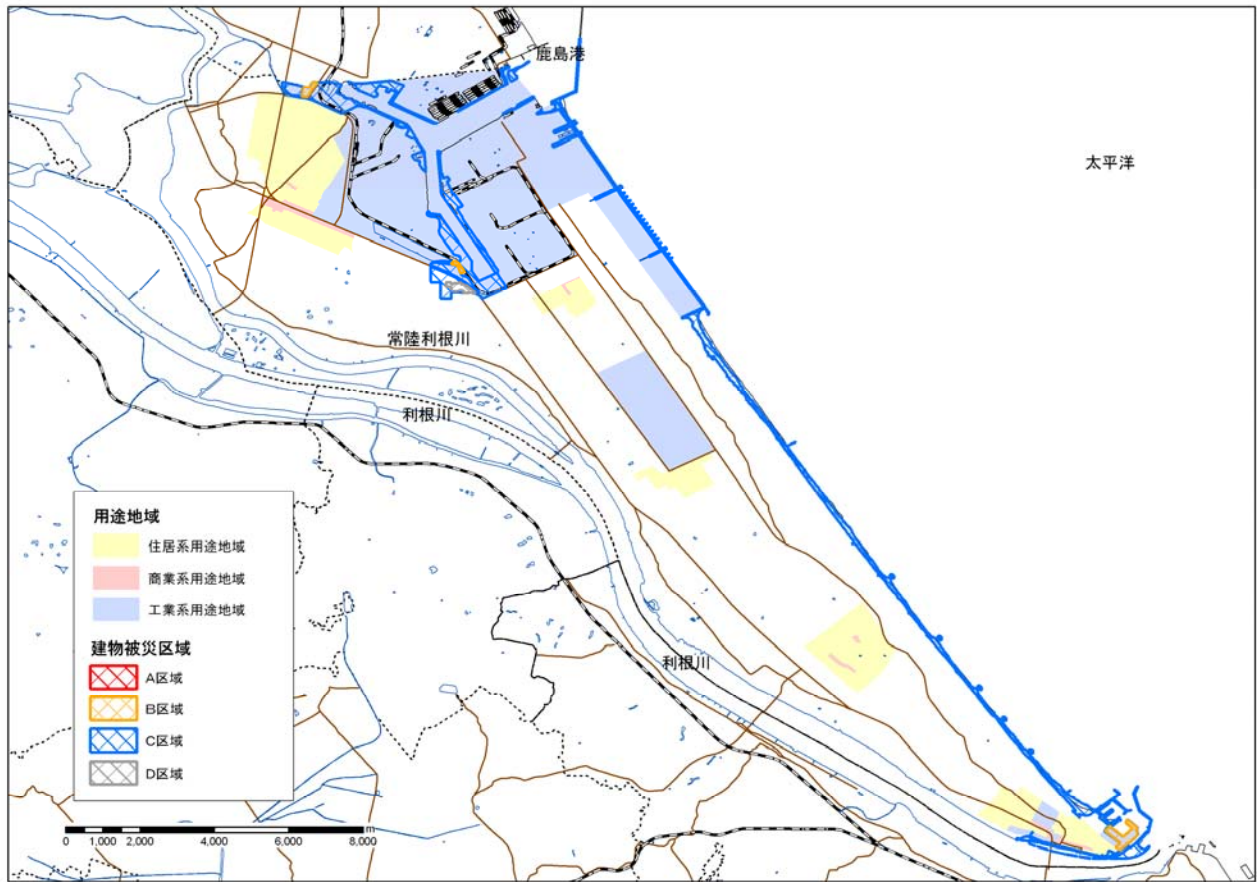 鹿島港
太平洋
常陸利根川
利根川
利根川
用途地域
住居系用途地域
商業系用途地域
工業系用途地域
建物被災区域
A区域
B区域
C区域
D区域
0 1,000 2,000 4,000 6,000 8,000 m